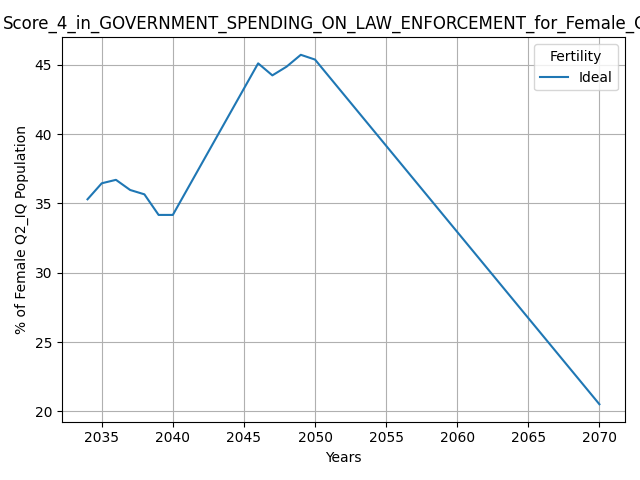 Score_4_in_GOVERNMENT_SPENDING_ON_LAW_ENFORCEMENT_for_Female_
Fertility
Ideal
% of Female Q2_IQ Population
45
40
35
30
25
20
2035 2040 2045 2050 2055 2060 2065 2070
Years